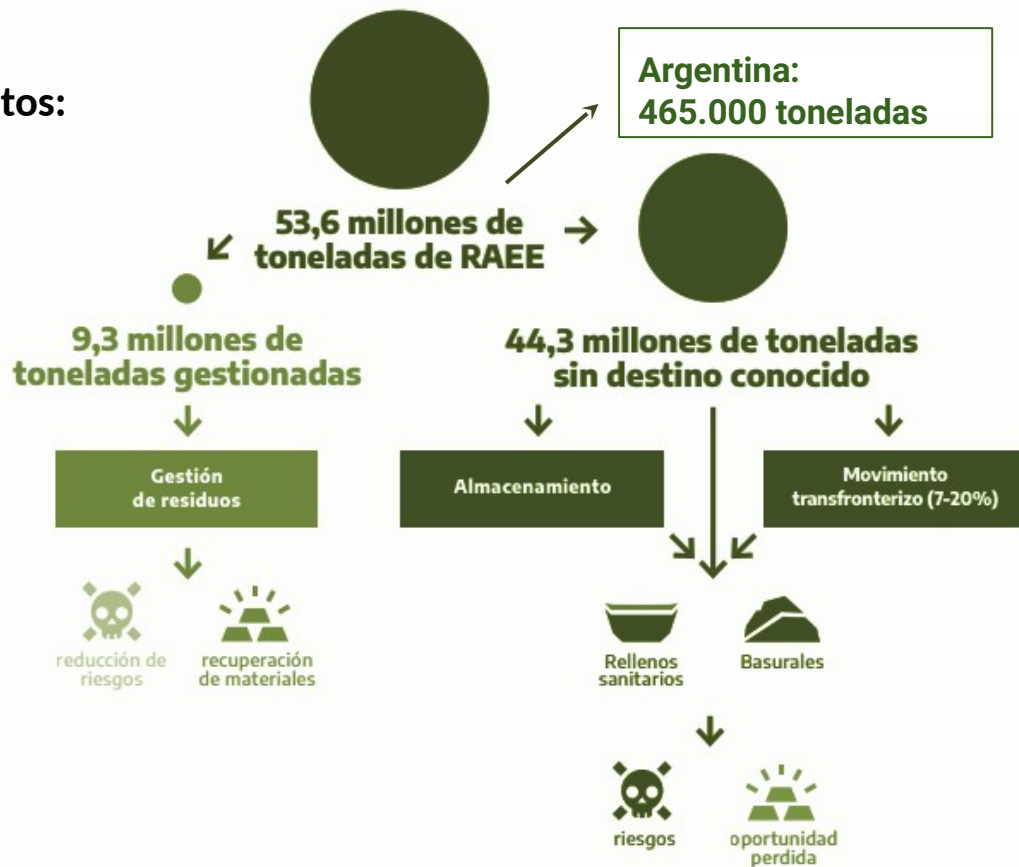 tos:
Argentina:
465.000 toneladas
53,6 millones de
toneladas de RAEE
9,3 millones de
toneladas gestionadas
44,3 millones de toneladas
sin destino conocido
Gestión
de residuos
Almacenamiento
Movimiento
transfronterizo (7-20%)
reducción de
riesgos
recuperación
de materiales
Rellenos
sanitarios
Basurales
riesgos
oportunidad
perdida